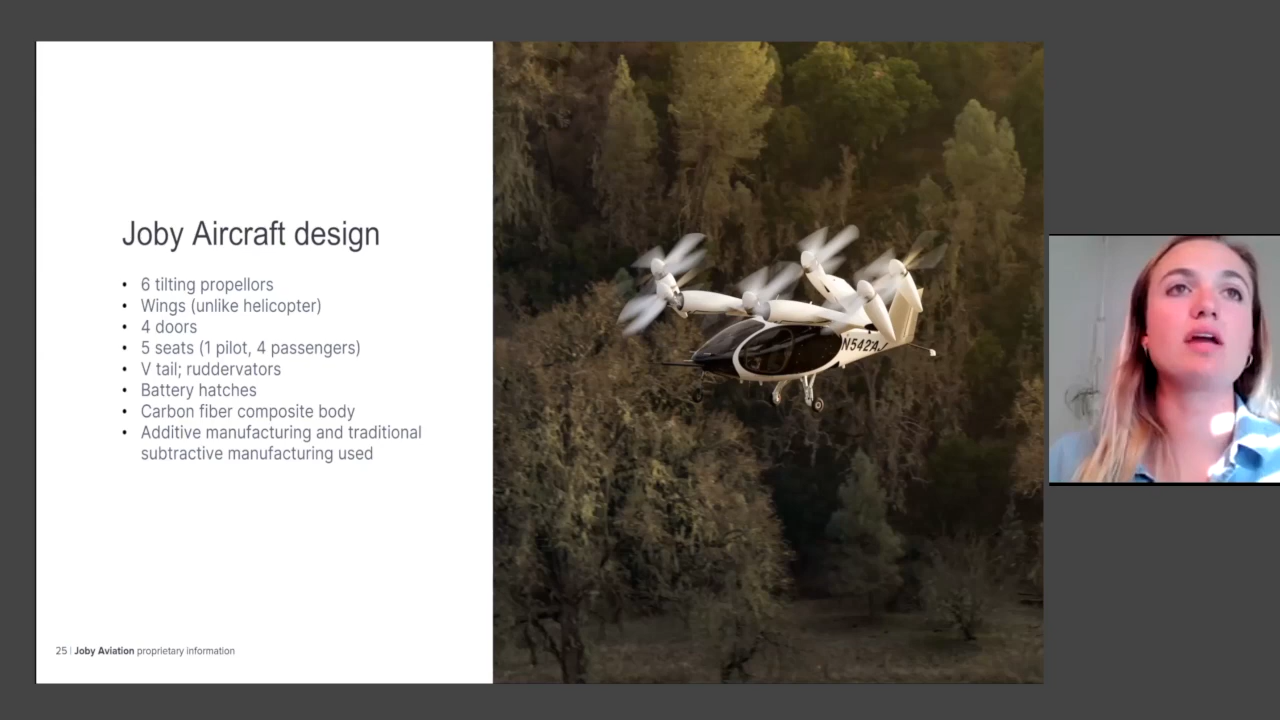 Joby Aircraft design
• 6 tilting propellors
• Wings (unlike helicopter)
• 4 doors
• 5 seats (1 pilot, 4 passengers)
• V tail; ruddervators
• Battery hatches
• Carbon fiber composite body
• Additive manufacturing and traditional
subtractive manufacturing used
N542AJ
25 | Joby Aviation proprietary information